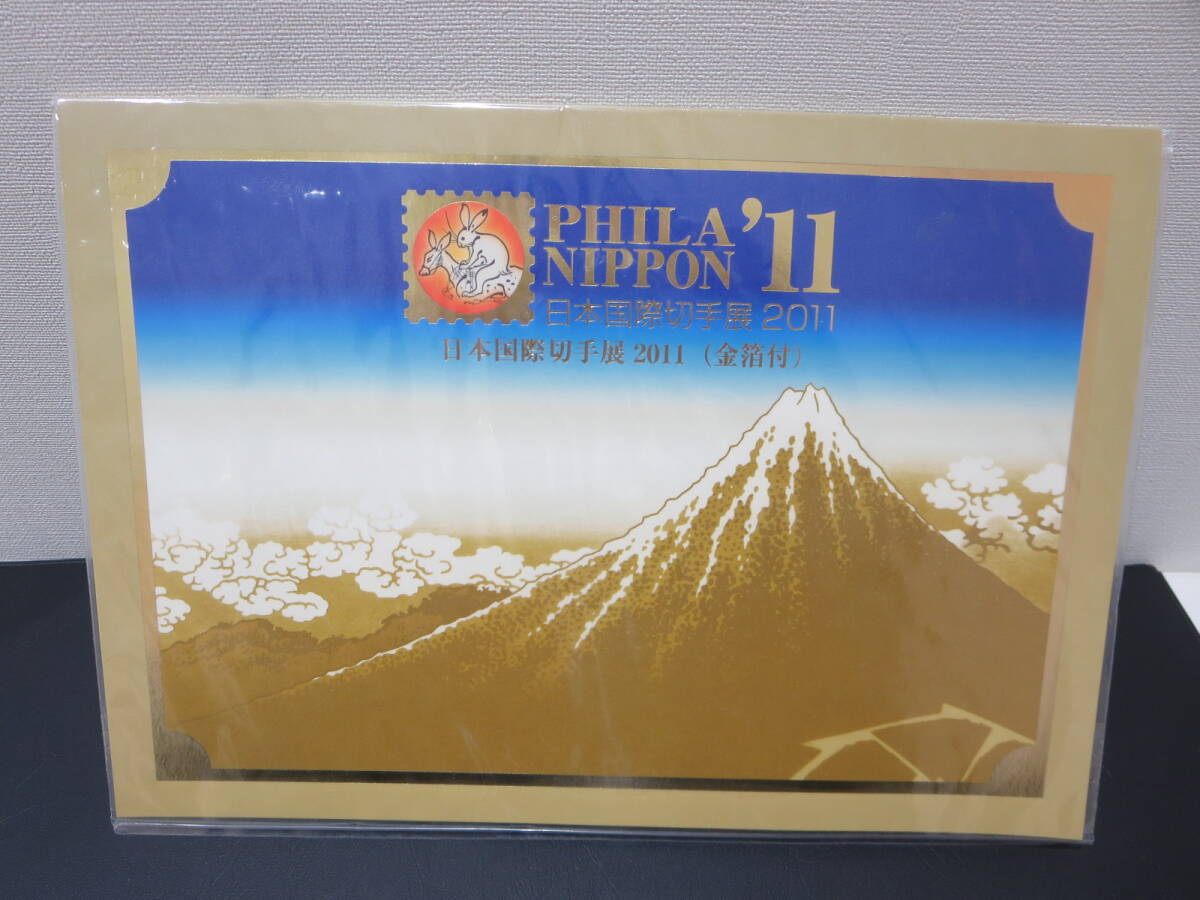 PHILA
NIPPON '11
日本国際切手展 2011
日本国際切手展 2011（金箔付）